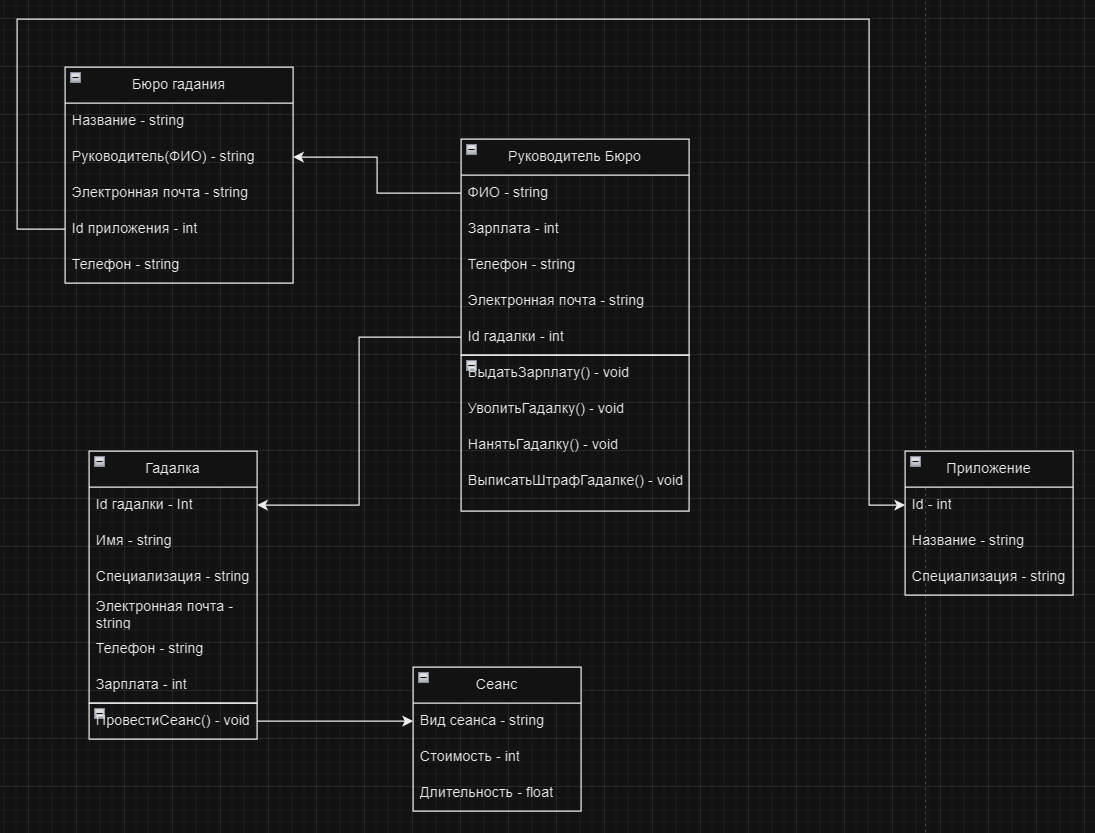 Бюро гадания
Название - string
Руководитель(ФИО) - string
Электронная почта - string
Id приложения - int
Телефон - string
Руководитель Бюро
ФИО - string
Зарплата - int
Телефон - string
Электронная почта - string
Id гадалки - int
ВыдатьЗарплату() - void
УволитьГадалку() - void
НанятьГадалку() - void
ВыписатьШтрафГадалке() - void
Гадалка
Id гадалки - Int
Имя - string
Специализация - string
Электронная почта -
string
Телефон - string
Зарплата - int
ПровестиСеанс() - void
Сеанс
Вид сеанса - string
Стоимость - int
Длительность - float
Приложение
Id - int
Название - string
Специализация - string